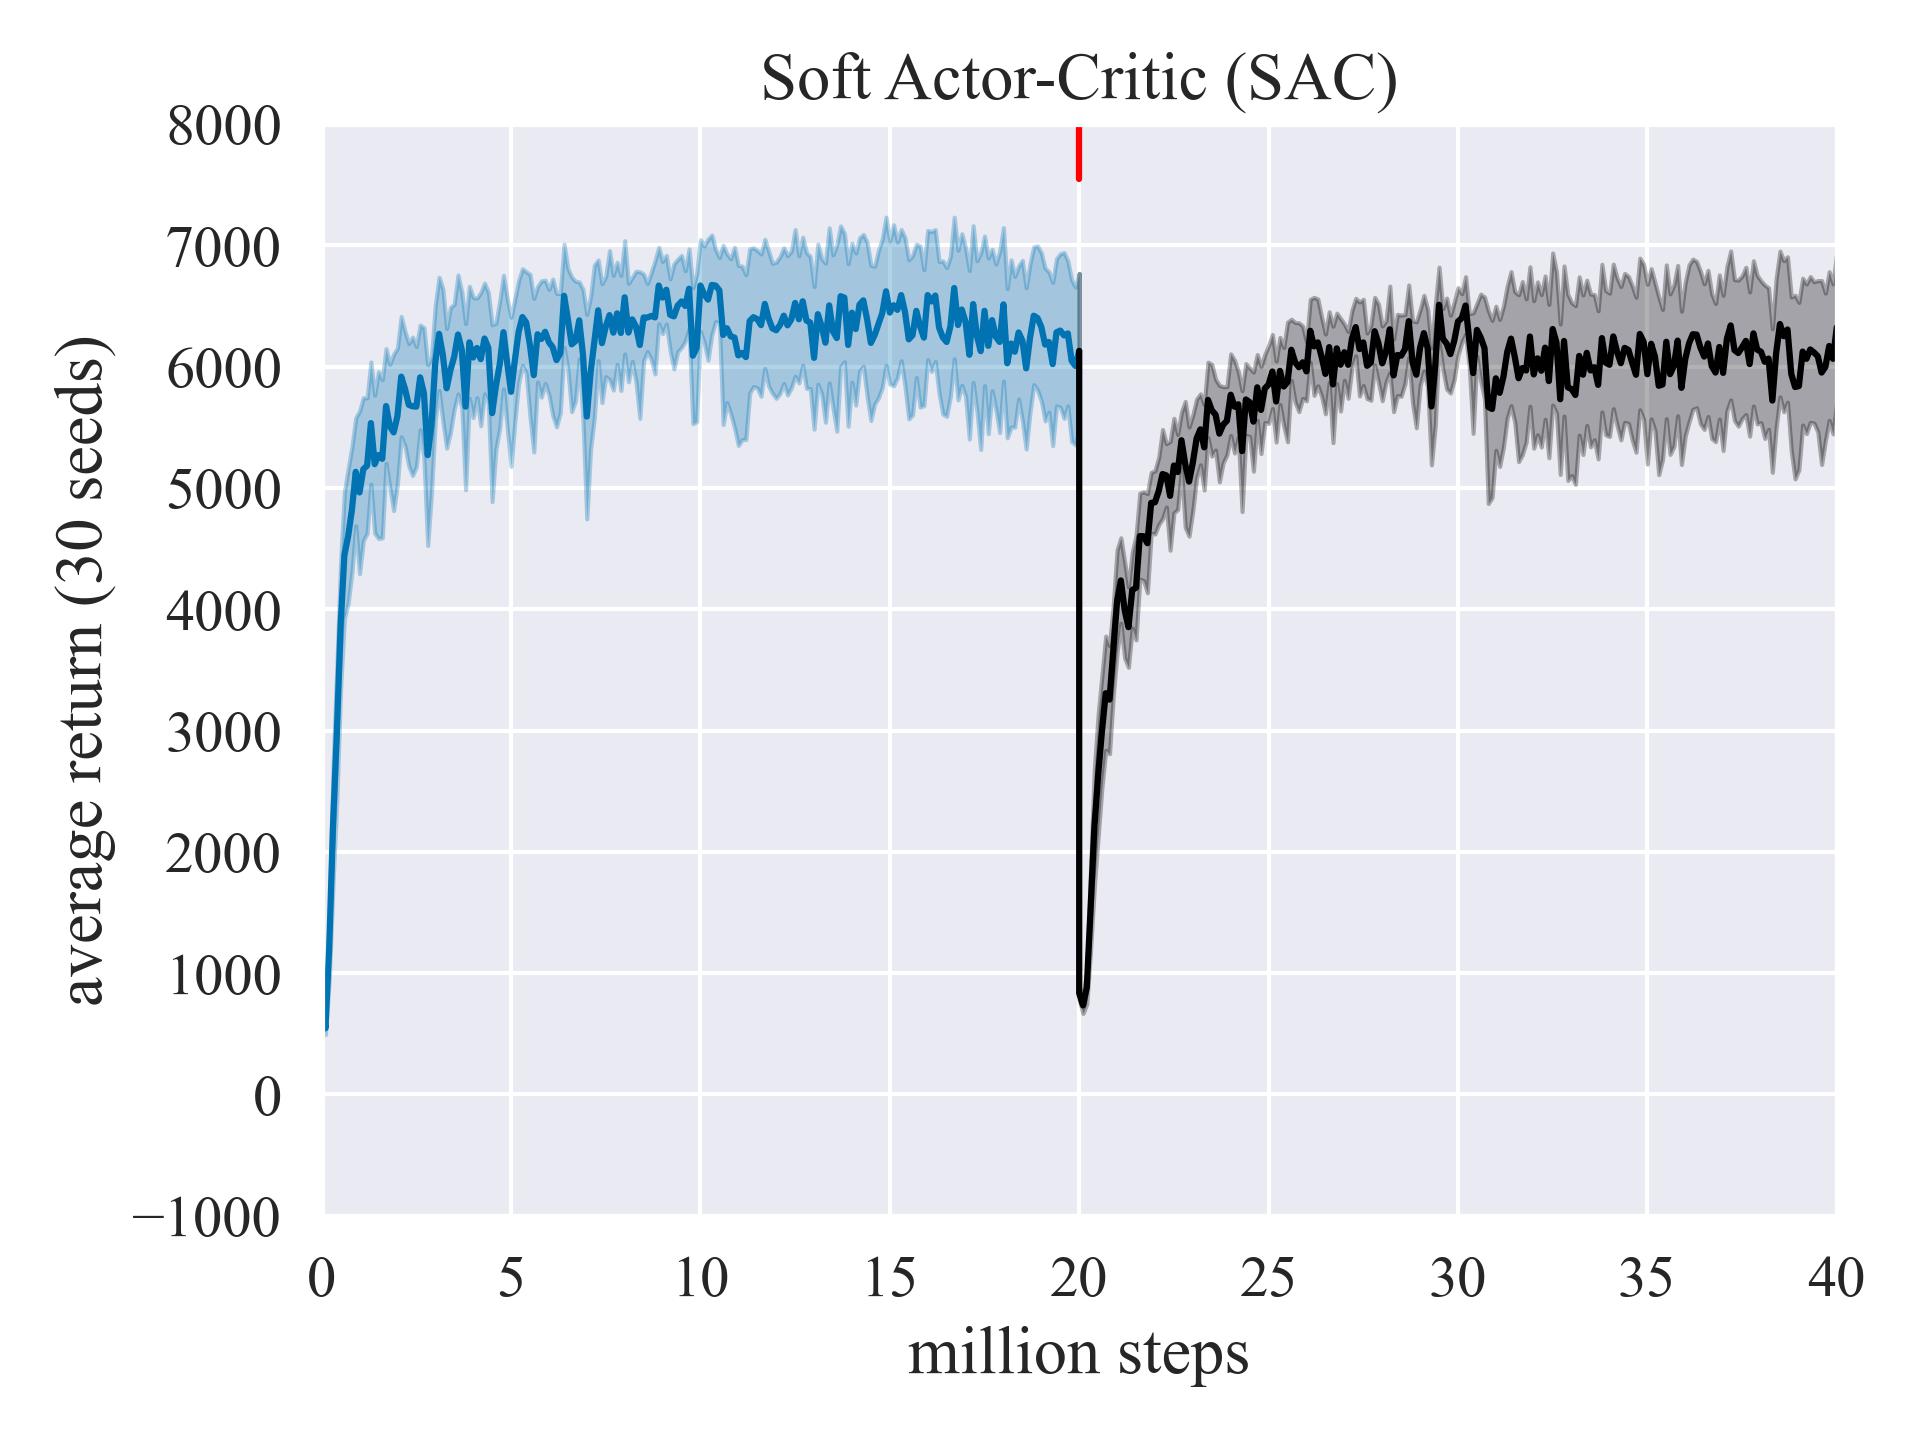 Soft Actor-Critic (SAC)
8000
7000
6000
5000
4000
3000
2000
1000
0
−1000
average return (30 seeds)
0 5 10 15 20 25 30 35 40
million steps